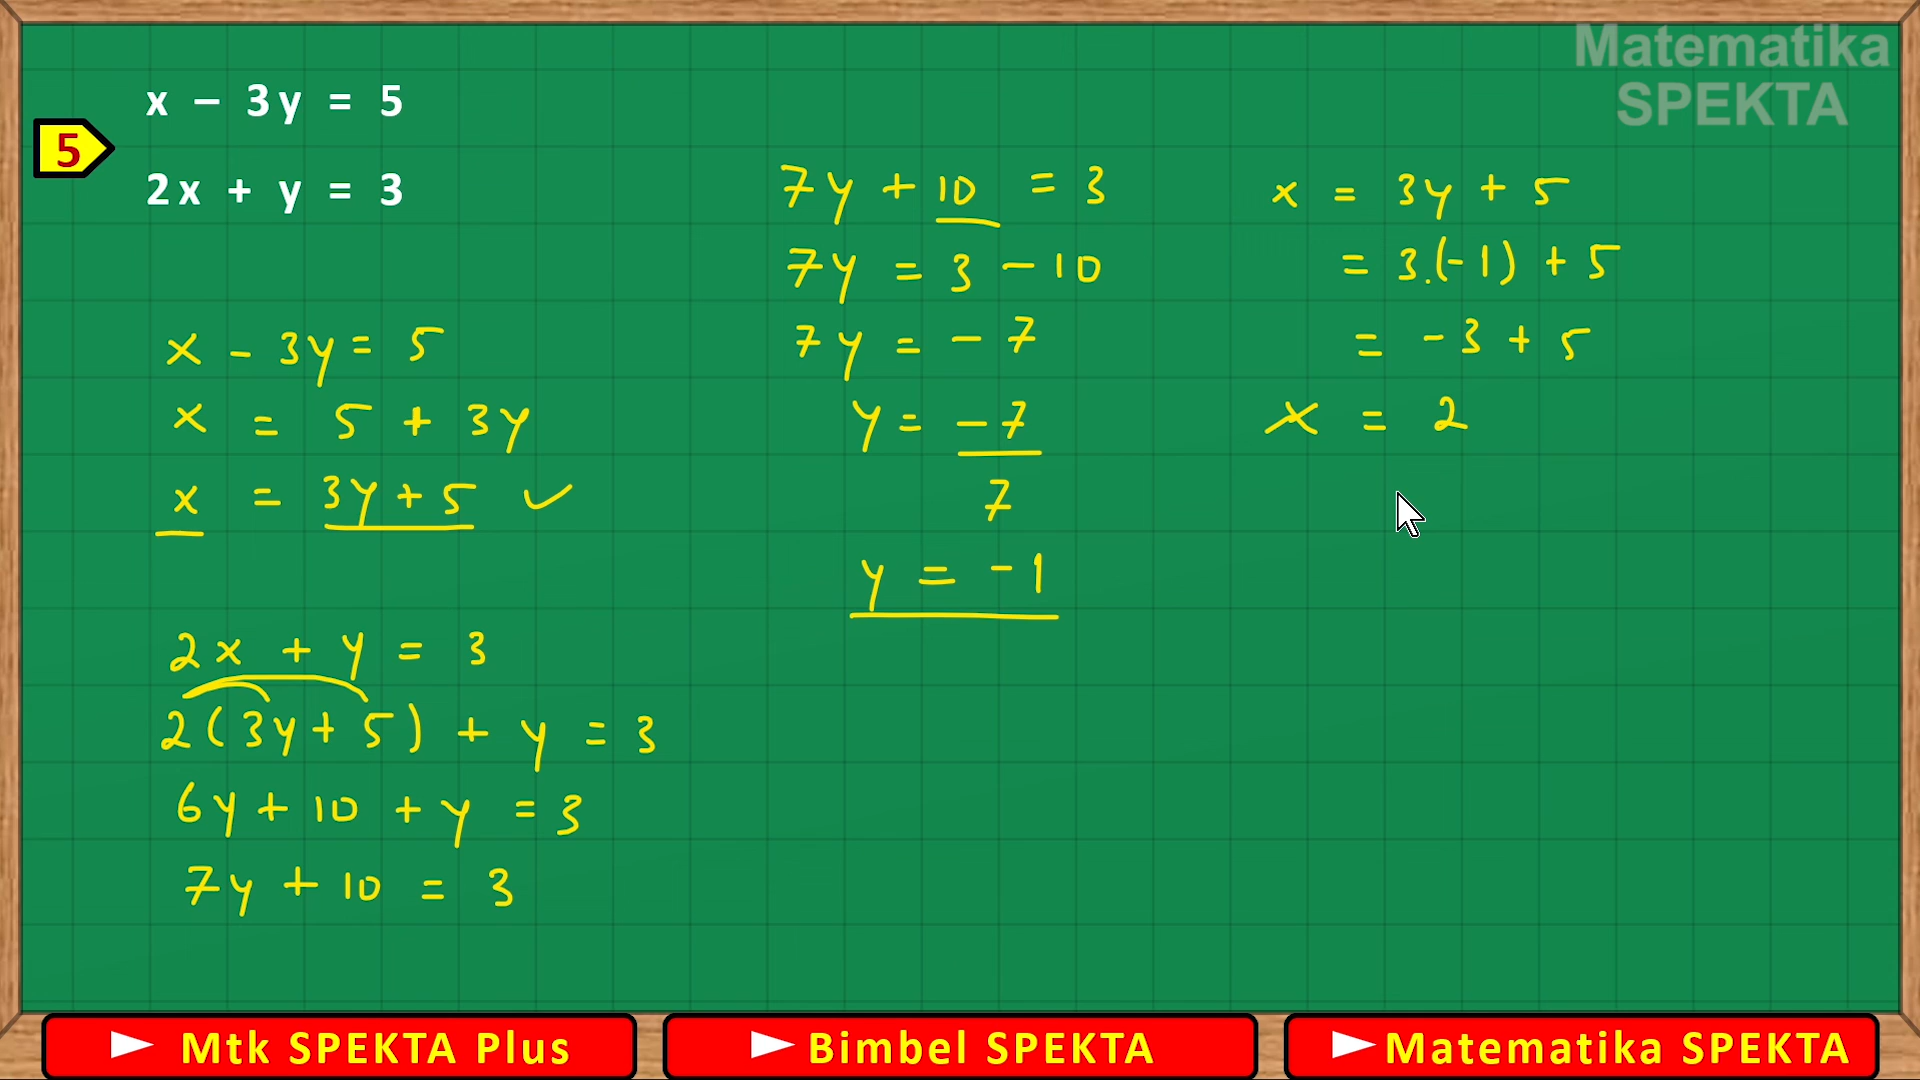 Matematika
SPEKTA
5
x – 3y = 5
2x + y = 3
x - 3y = 5
x = 5 + 3y
x = 3y + 5 ✓
2x + y = 3
2(3y + 5) + y = 3
6y + 10 + y = 3
7y + 10 = 3
7y + 10 = 3
7y = 3 - 10
7y = - 7
y = - 7
7
y = - 1
x = 3y + 5
= 3.(- 1) + 5
= - 3 + 5
x = 2
Mtk SPEKTA Plus
Bimbel SPEKTA
Matematika SPEKTA